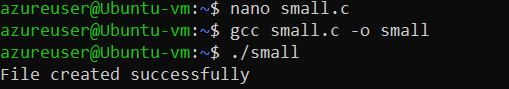 azureuser@Ubuntu-vm:~$ nano small.c
azureuser@Ubuntu-vm:~$ gcc small.c -o small
azureuser@Ubuntu-vm:~$ ./small
File created successfully